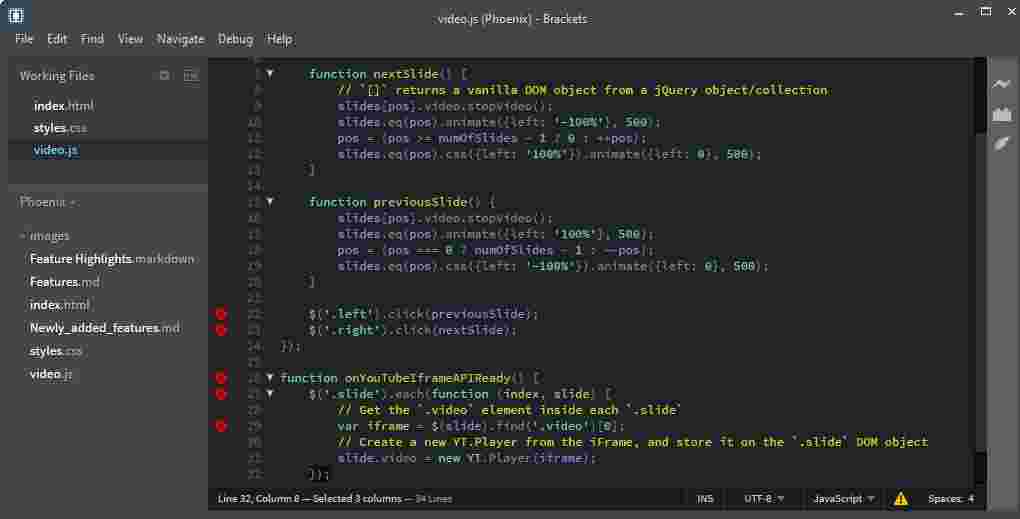 video.js (Phoenix) - Brackets
File Edit Find View Navigate Debug Help
Working Files
index.html
styles.css
video.js
Phoenix
images
Feature Highlights.markdown
Features.md
index.html
Newly_added_features.md
styles.css
video.js
7 function nextSlide() {
8 // `[]` returns a vanilla DOM object from a jQuery object/collection
9 slides[pos].video.stopVideo();
10 slides.eq(pos).animate({left: '-100%'}, 500);
11 pos = (pos >= numOfSlides - 1 ? 0 : ++pos);
12 slides.eq(pos).css({left: '100%'}).animate({left: 0}, 500);
13 }
14
15 function previousSlide() {
16 slides[pos].video.stopVideo();
17 slides.eq(pos).animate({left: '100%'}, 500);
18 pos = (pos === 0 ? numOfSlides - 1 : --pos);
19 slides.eq(pos).css({left: '-100%'}).animate({left: 0}, 500);
20 }
21
22 $('.left').click(previousSlide);
23 $('.right').click(nextSlide);
24 });
25
26 function onYouTubeIframeAPIReady() {
27 $('.slide').each(function (index, slide) {
28 // Get the `.video` element inside each `.slide`
29 var iframe = $(slide).find('.video')[0];
30 // Create a new YT.Player from the iFrame, and store it on the `.slide` DOM object
31 slide.video = new YT.Player(iframe);
32 });
Line 32, Column 8 — Selected 3 columns — 34 Lines INS UTF-8 JavaScript Spaces: 4